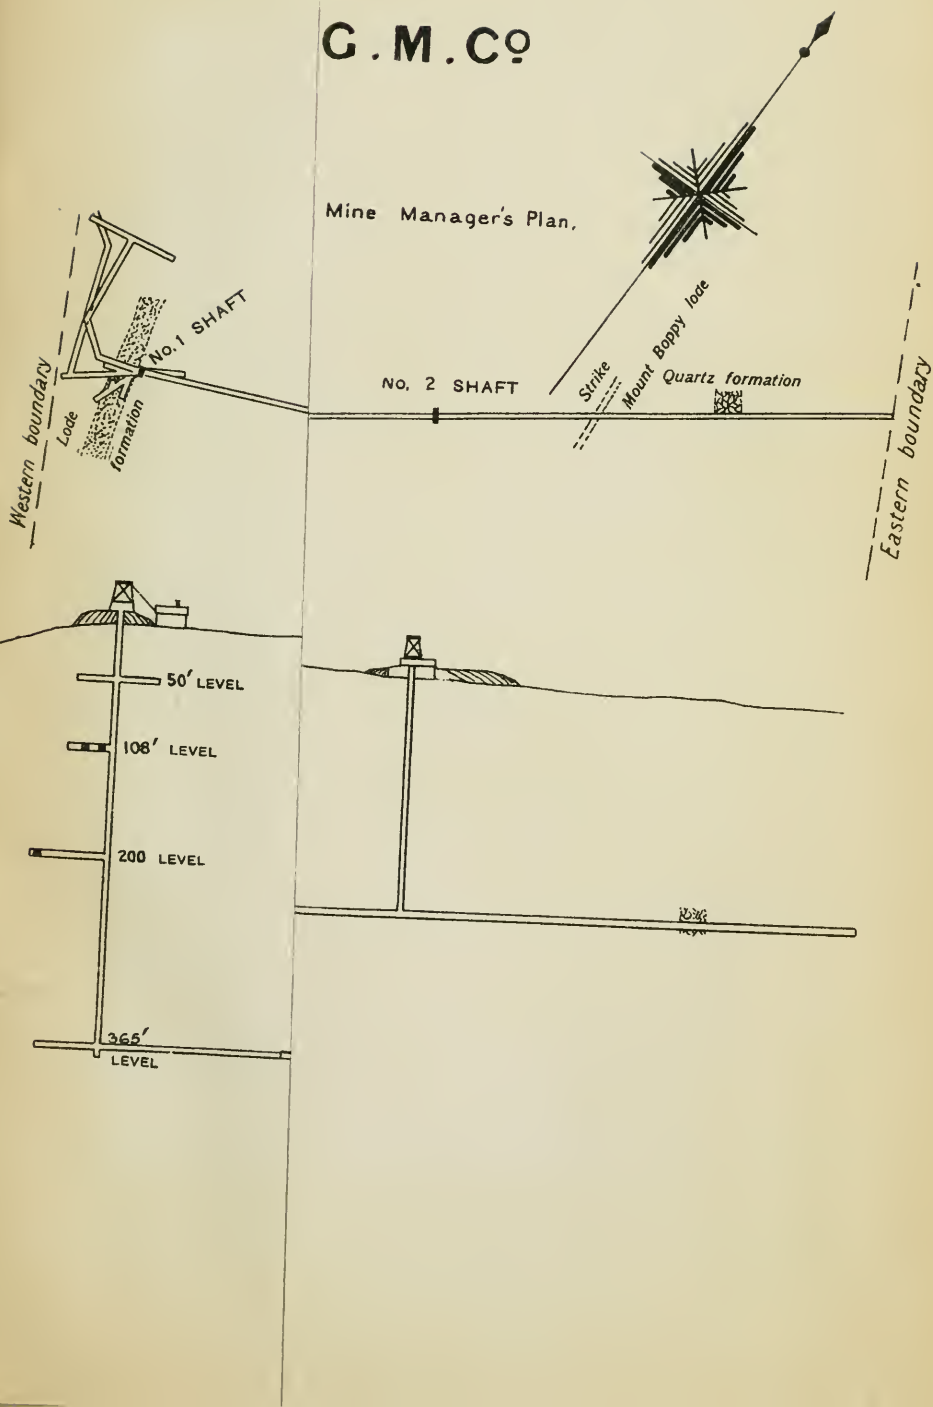 G. M. Co
Mine Manager's Plan.
No. 1 SHAFT
Western boundary
Lode
formation
No. 2 SHAFT
Strike
Mount Boppy lode
Quartz formation
Eastern boundary
50' LEVEL
108' LEVEL
200 LEVEL
365'
LEVEL